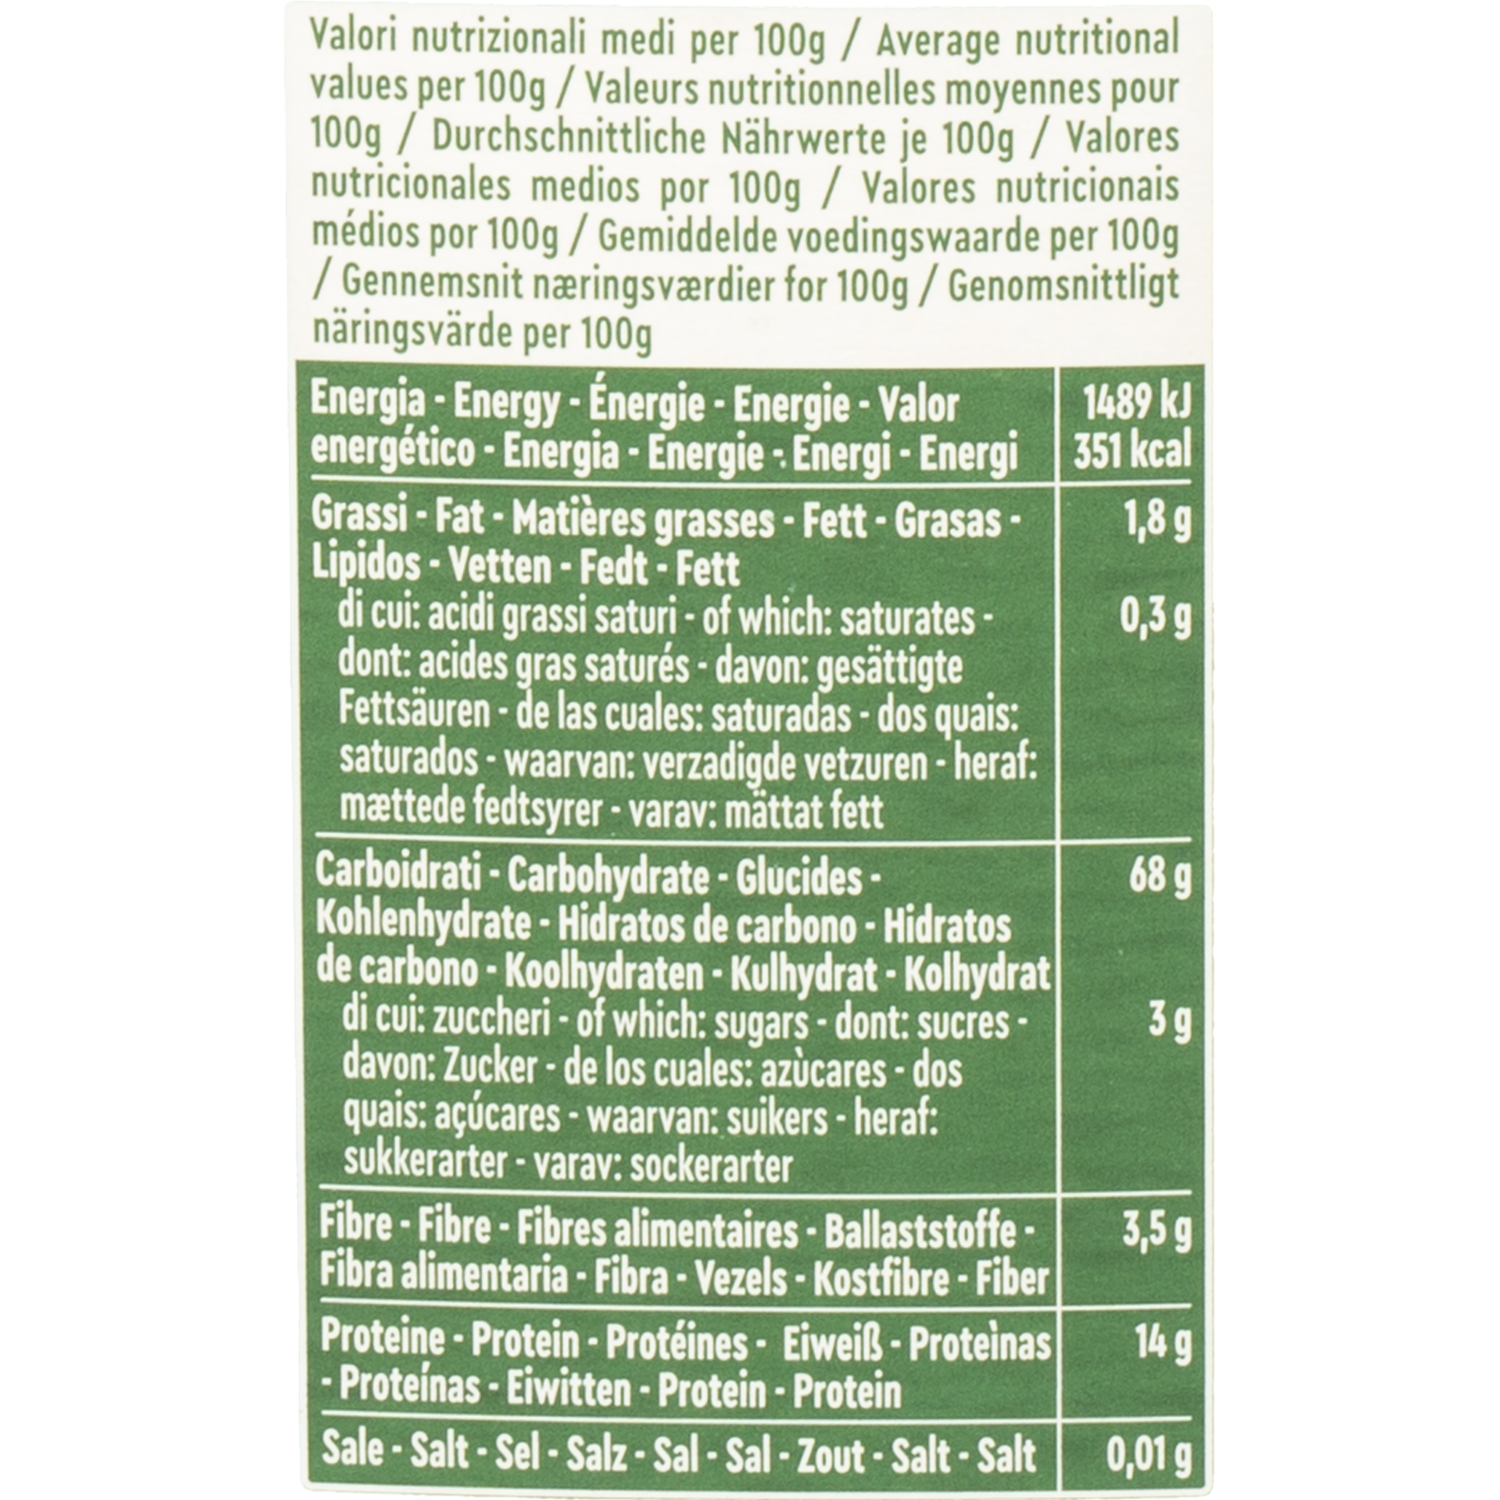 Valori nutrizionali medi per 100g / Average nutritional
values per 100g / Valeurs nutritionnelles moyennes pour
100g / Durchschnittliche Nährwerte je 100g / Valores
nutricionales medios por 100g / Valores nutricionais
médios por 100g / Gemiddelde voedingswaarde per 100g
/ Gennemsnit næringsværdier for 100g / Genomsnittligt
näringsvärde per 100g
Energia - Energy - Énergie - Energie - Valor 1489 kJ
energético - Energia - Energie - Energi - Energi 351 kcal
Grassi - Fat - Matières grasses - Fett - Grasas - 1,8 g
Lipidos - Vetten - Fedt - Fett
di cui: acidi grassi saturi - of which: saturates - 0,3 g
dont: acides gras saturés - davon: gesättigte
Fettsäuren - de las cuales: saturadas - dos quais:
saturados - waarvan: verzadigde vetzuren - heraf:
mættede fedtsyrer - varav: mättat fett
Carboidrati - Carbohydrate - Glucides - 68 g
Kohlenhydrate - Hidratos de carbono - Hidratos
de carbono - Koolhydraten - Kulhydrat - Kolhydrat
di cui: zuccheri - of which: sugars - dont: sucres - 3 g
davon: Zucker - de los cuales: azùcares - dos
quais: açúcares - waarvan: suikers - heraf:
sukkerarter - varav: sockerarter
Fibre - Fibre - Fibres alimentaires - Ballaststoffe - 3,5 g
Fibra alimentaria - Fibra - Vezels - Kostfibre - Fiber
Proteine - Protein - Protéines - Eiweiß - Proteìnas 14 g
- Proteínas - Eiwitten - Protein - Protein
Sale - Salt - Sel - Salz - Sal - Sal - Zout - Salt - Salt 0,01 g